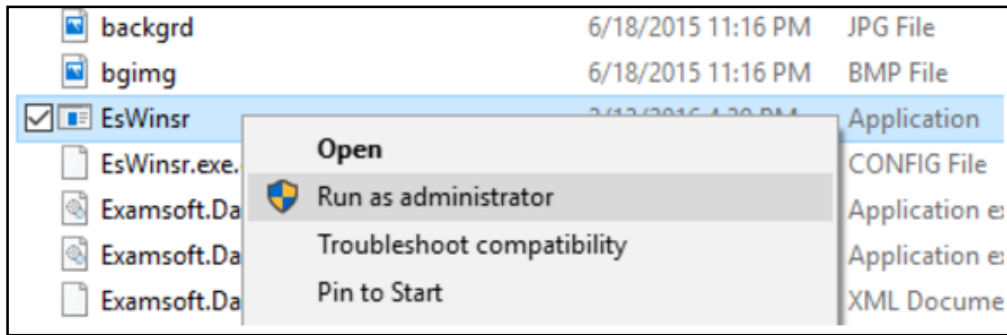 backgrd 6/18/2015 11:16 PM JPG File
bgimg 6/18/2015 11:16 PM BMP File
EsWinsr Application
Open
EsWinsr.exe. CONFIG File
Run as administrator
Examsoft.Da Application e
Troubleshoot compatibility
Examsoft.Da Application e
Pin to Start
Examsoft.Da XML Docume